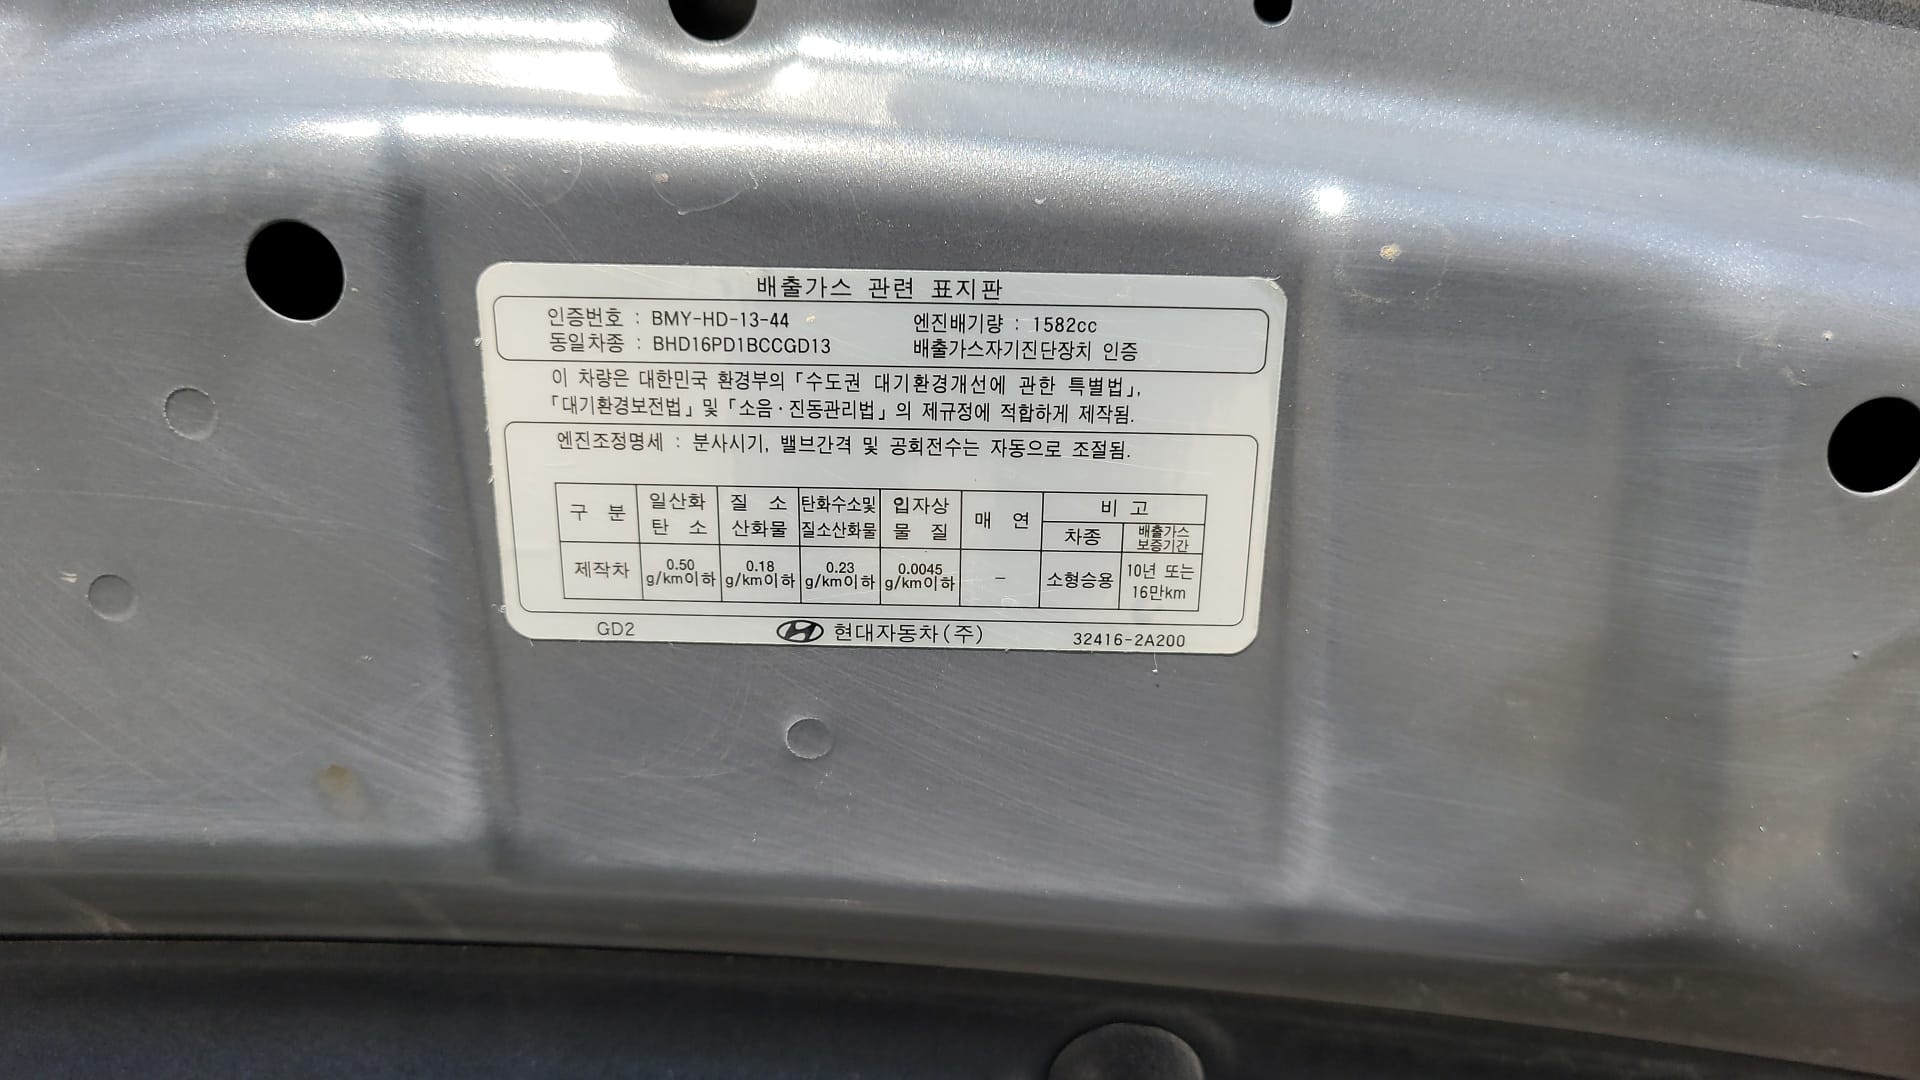 배출가스 관련 표지판
인증번호 : BMY-HD-13-44 엔진배기량 : 1582cc
동일차종 : BHD16PD1BCCGD13 배출가스자기진단장치 인증
이 차량은 대한민국 환경부의 「수도권 대기환경개선에 관한 특별법」,
「대기환경보전법」 및 「소음·진동관리법」의 제규정에 적합하게 제작됨.
엔진조정명세 : 분사시기, 밸브간격 및 공회전수는 자동으로 조절됨.
구 분 일산화 탄 소 질 소 산화물 탄화수소및 질소산화물 입자상 물 질 매 연 비 고
차종 배출가스 보증기간
제작차 0.50 g/km이하 0.18 g/km이하 0.23 g/km이하 0.0045 g/km이하 – 소형승용 10년 또는 16만km
GD2 현대자동차(주) 32416-2A200